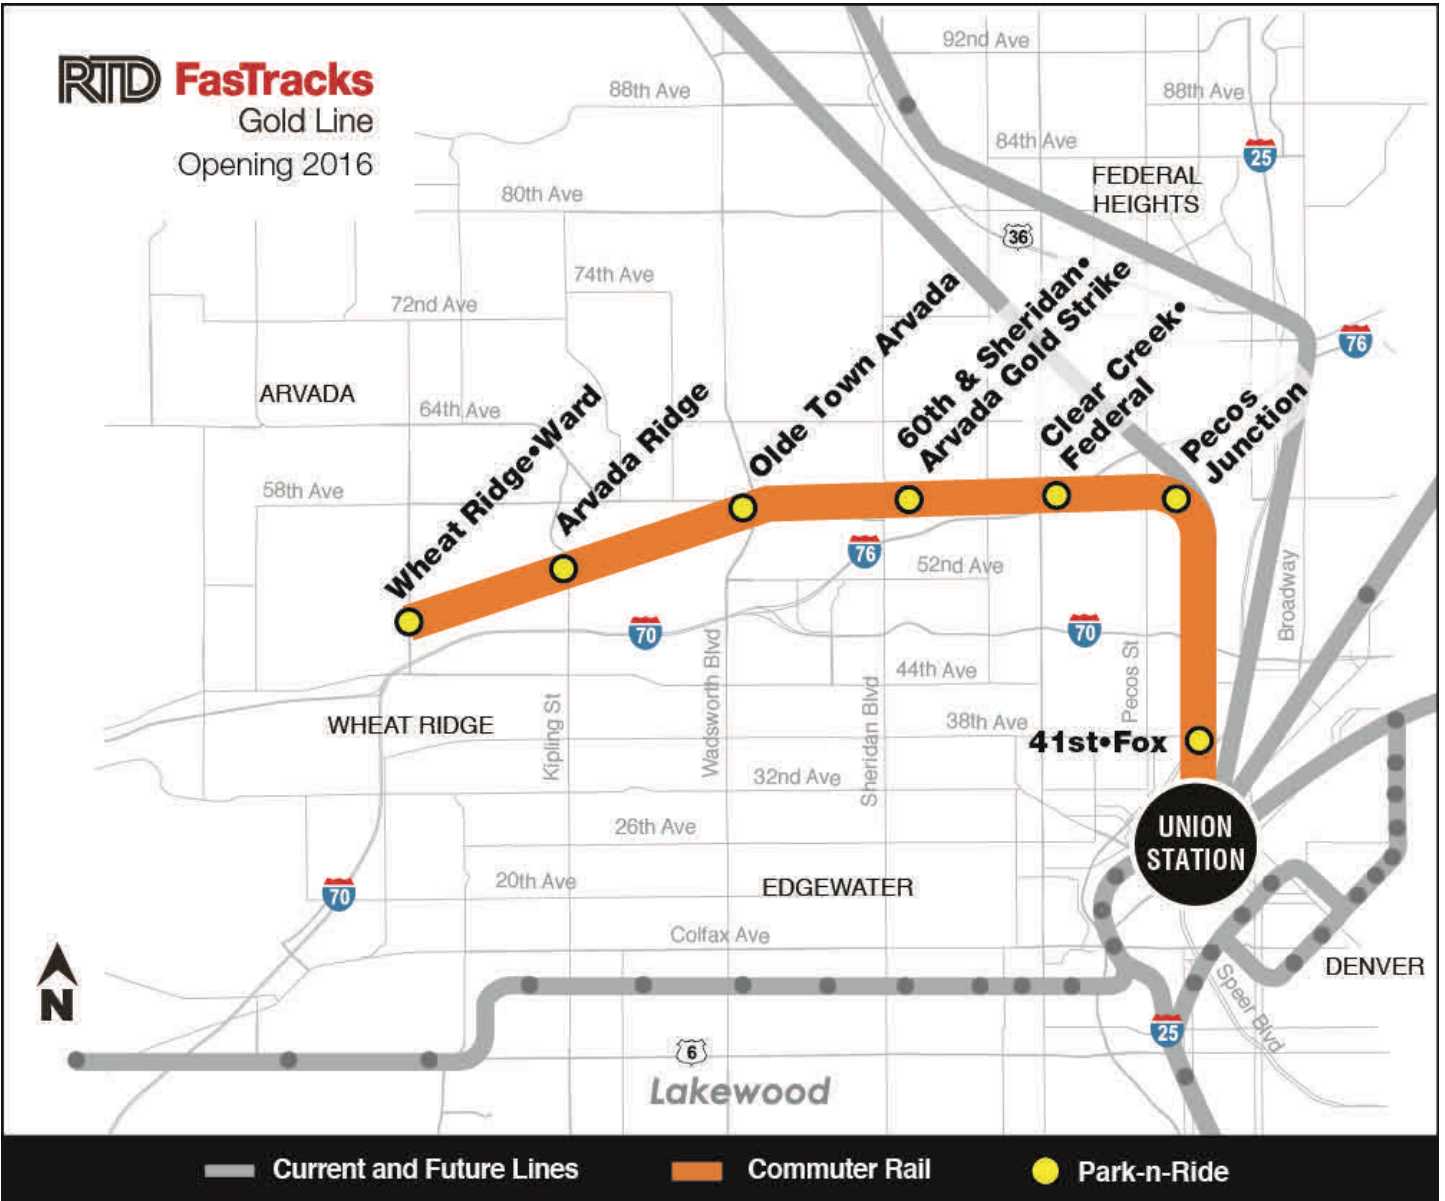 RTD FasTracks
Gold Line
Opening 2016
92nd Ave
88th Ave
88th Ave
84th Ave
25
FEDERAL
HEIGHTS
80th Ave
36
74th Ave
72nd Ave
76
ARVADA
64th Ave
Wheat Ridge•Ward
Arvada Ridge
Olde Town Arvada
60th & Sheridan•
Arvada Gold Strike
Clear Creek•
Federal
Pecos
Junction
58th Ave
76
52nd Ave
Broadway
70
70
44th Ave
Wadsworth Blvd
Pecos St
Kipling St
Sheridan Blvd
WHEAT RIDGE
38th Ave
41st•Fox
32nd Ave
UNION
STATION
26th Ave
20th Ave
EDGEWATER
70
Colfax Ave
DENVER
N
Speer Blvd
25
6
Lakewood
Current and Future Lines
Commuter Rail
Park-n-Ride